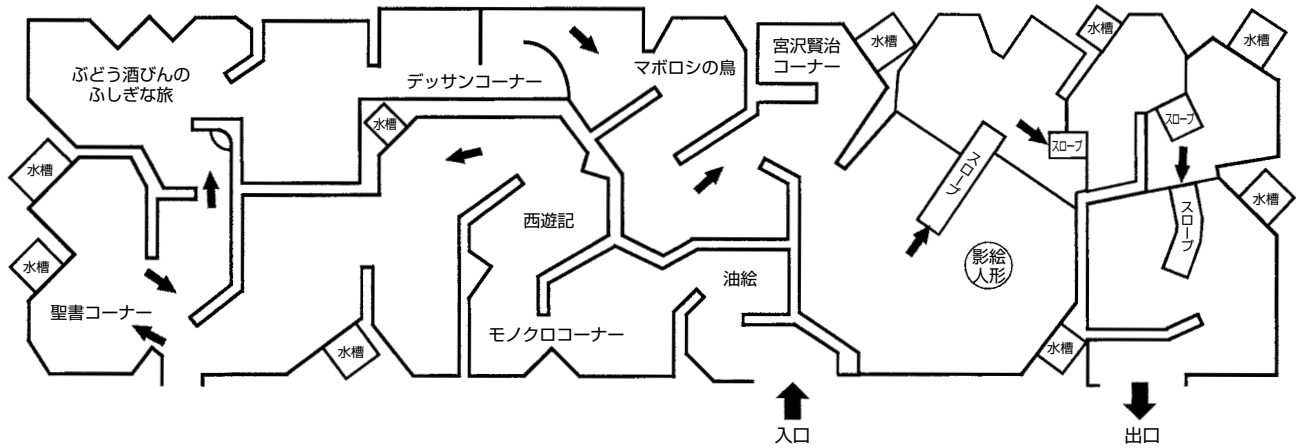 ぶどう酒びんの
ふしぎな旅
デッサンコーナー
マボロシの鳥
宮沢賢治
コーナー
水槽
水槽
水槽
水槽
スロープ
スロープ
スロープ
スロープ
水槽
水槽
西遊記
影絵
人形
水槽
聖書コーナー
油絵
モノクロコーナー
水槽
水槽
入口
出口